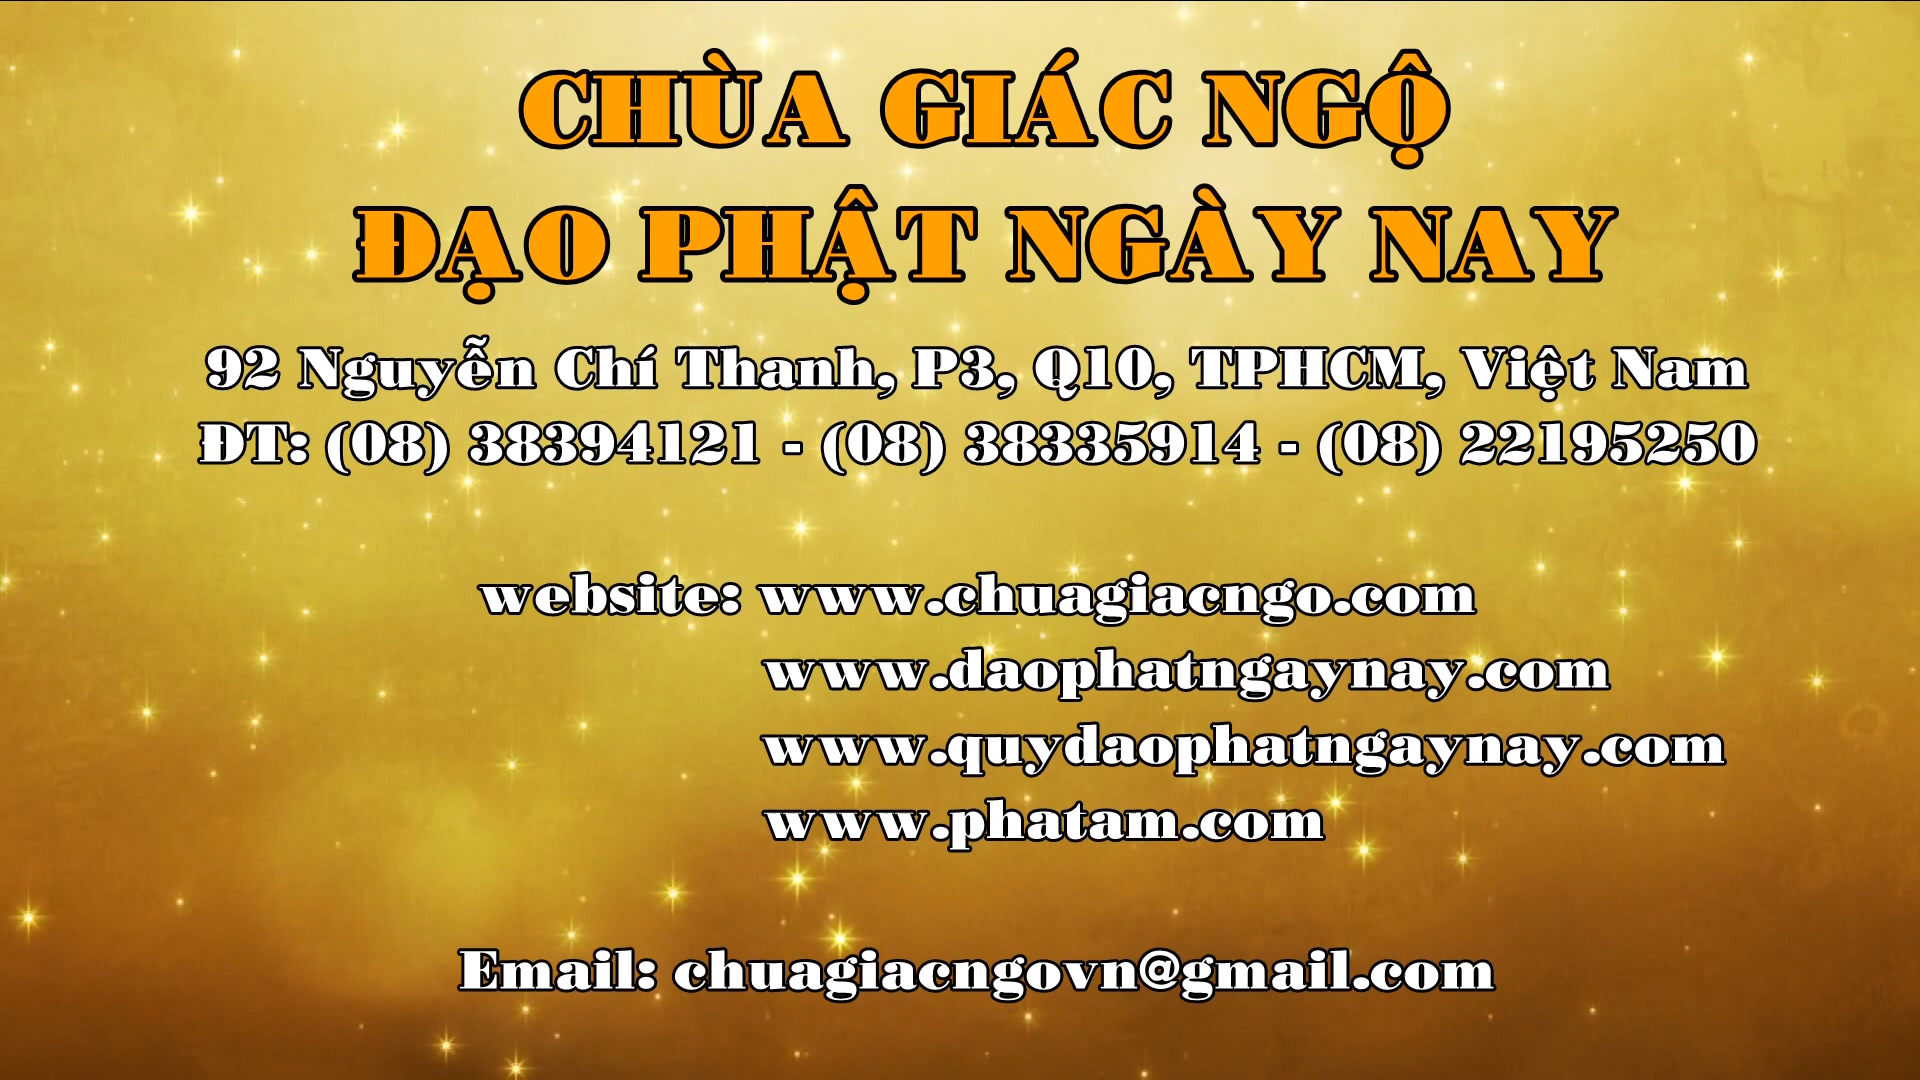 CHÙA GIÁC NGỘ
ĐẠO PHẬT NGÀY NAY
92 Nguyễn Chí Thanh, P3, Q10, TPHCM, Việt Nam
ĐT: (08) 38394121 - (08) 38335914 - (08) 22195250
website: www.chuagiacngo.com
www.daophatngaynay.com
www.quydaophatngaynay.com
www.phatam.com
Email: chuagiacngovn@gmail.com